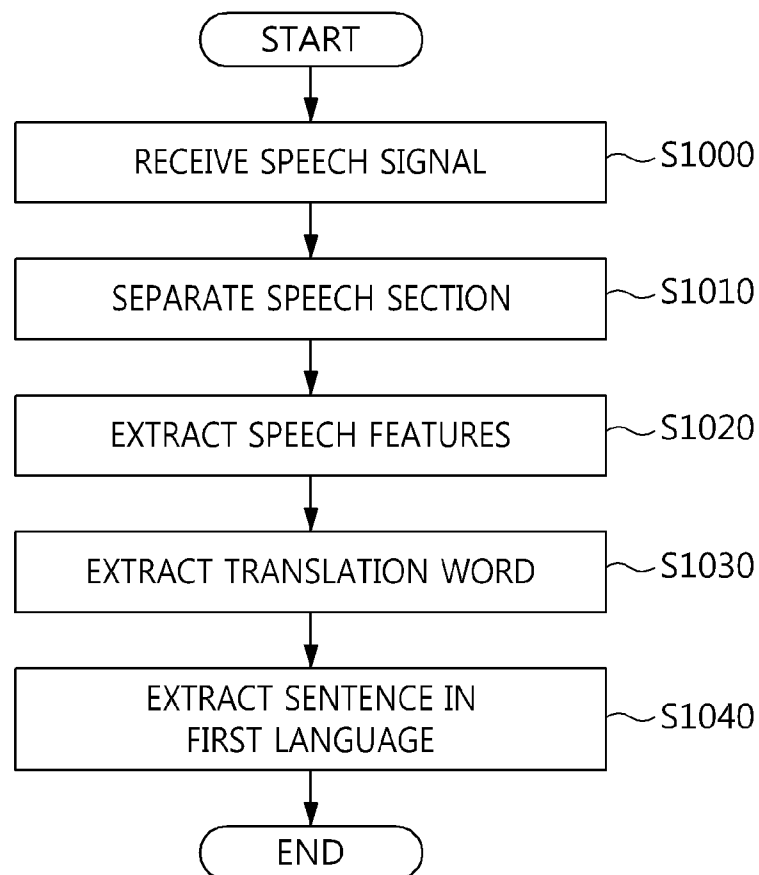 START
RECEIVE SPEECH SIGNAL
S1000
SEPARATE SPEECH SECTION
S1010
EXTRACT SPEECH FEATURES
S1020
EXTRACT TRANSLATION WORD
S1030
EXTRACT SENTENCE IN
FIRST LANGUAGE
S1040
END